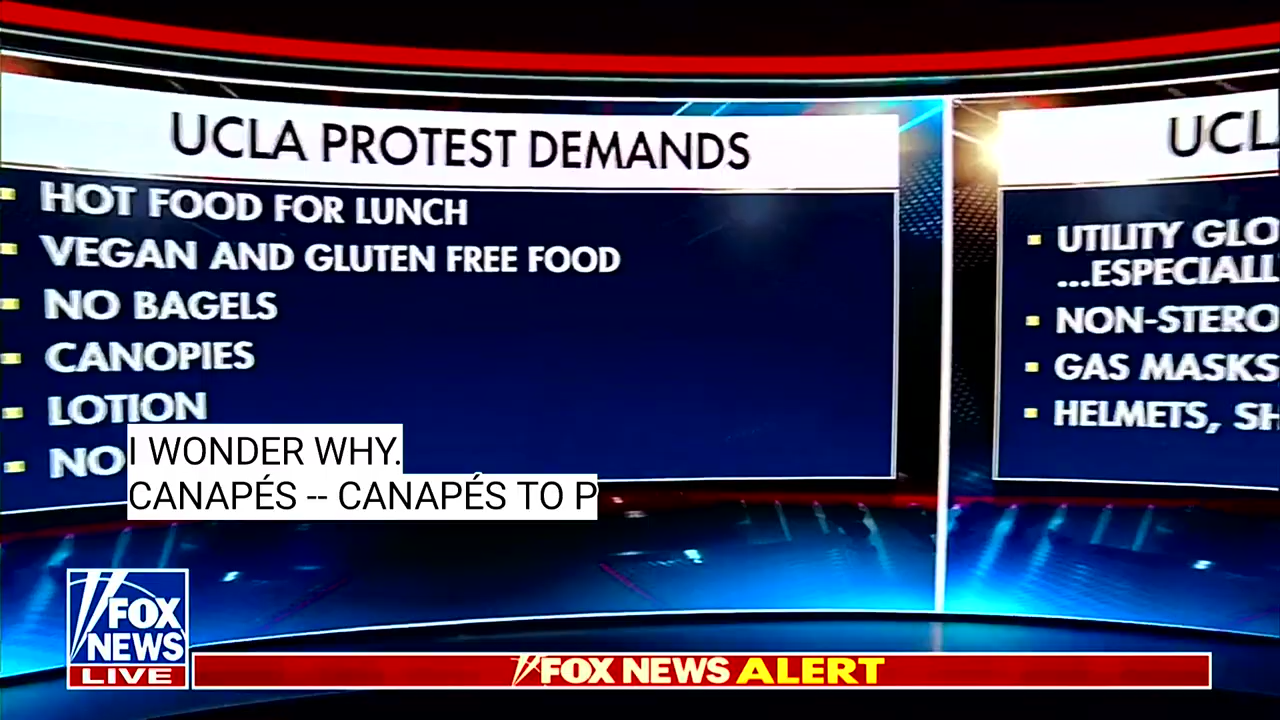 UCLA PROTEST DEMANDS
HOT FOOD FOR LUNCH
VEGAN AND GLUTEN FREE FOOD
NO BAGELS
CANOPIES
LOTION
NO
I WONDER WHY.
CANAPÉS -- CANAPÉS TO P
UCL
UTILITY GLO
...ESPECIALL
NON-STERO
GAS MASKS
HELMETS, SH
FOX
NEWS
LIVE
FOX NEWS ALERT